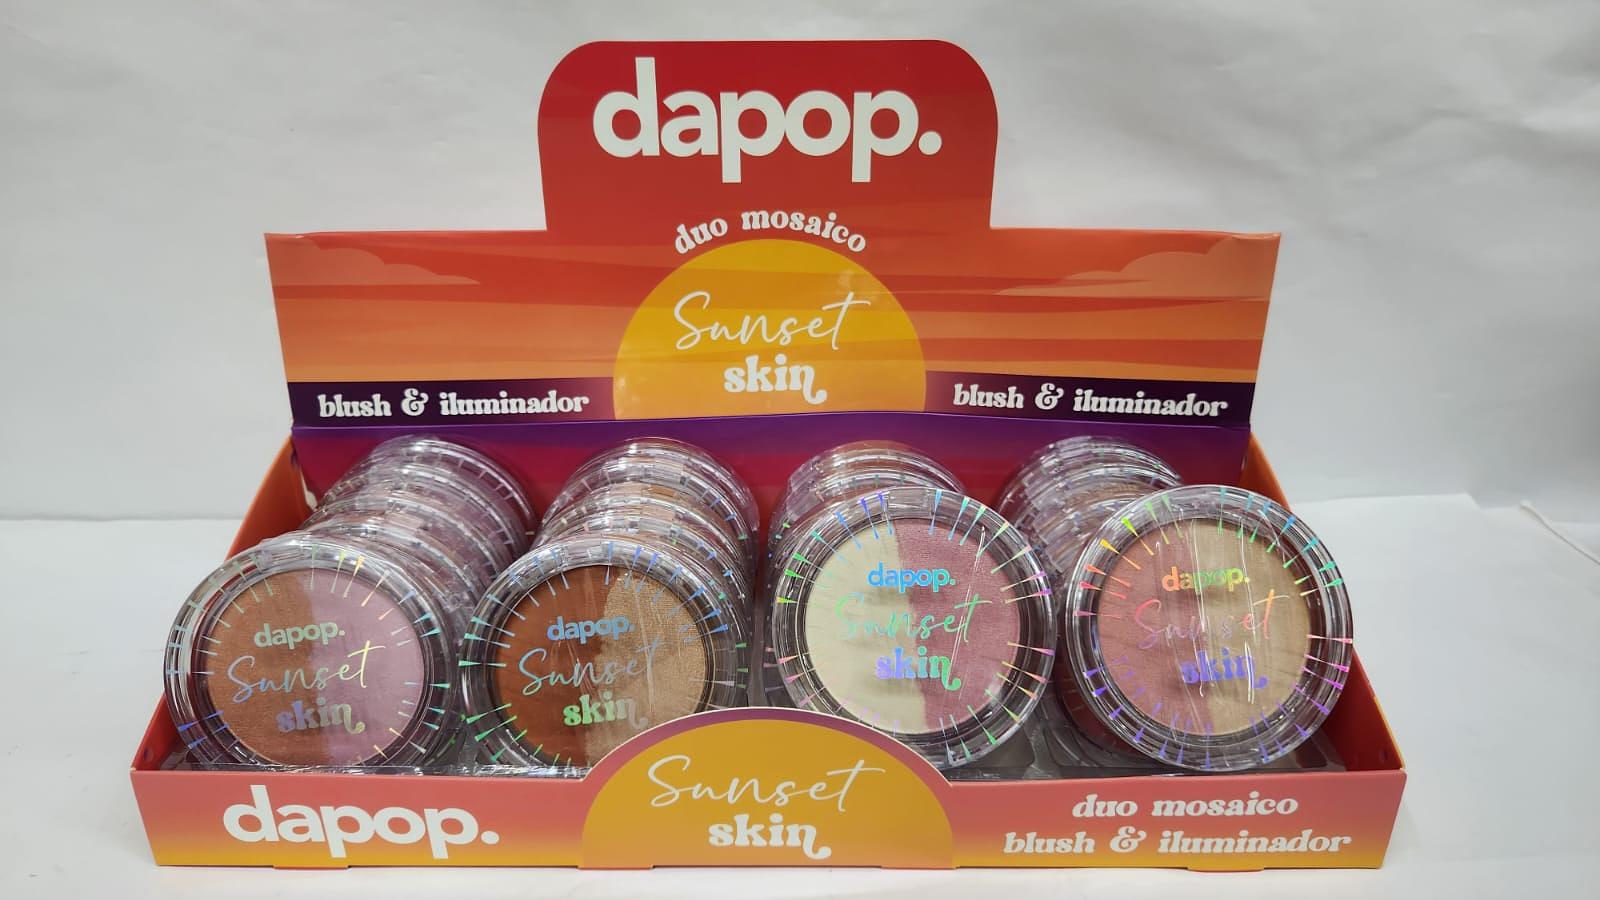 dapop.
duo mosaico
Sunset
skin
blush & iluminador
blush & iluminador
dapop.
Sunset
skin
dapop.
Sunset
skin
dapop.
Sunset
skin
dapop.
Sunset
skin
dapop.
Sunset
skin
duo mosaico
blush & iluminador